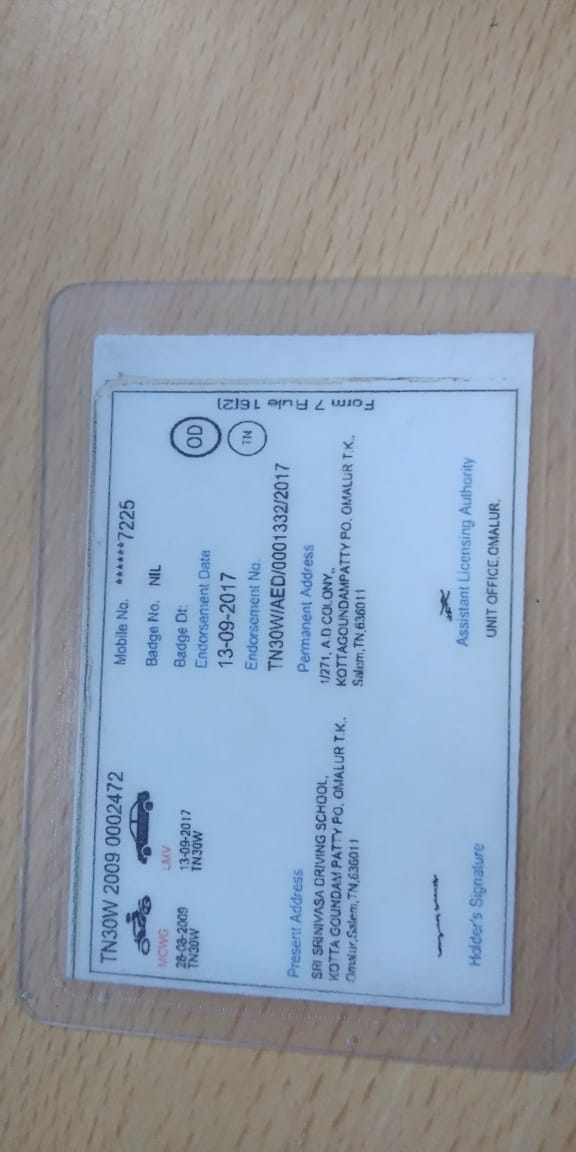 TN30W 2009 0002472
MCWG
28-08-2009
TN30W
LMV
13-09-2017
TN30W
Mobile No. ******7225
Badge No. NIL
Badge Dt:
Endorsement Date
13-09-2017
Endorsement No.
TN30W/AED/0001332/2017
OD
TN
Form 7 Rule 16(2)
Present Address
SRI SRINIVASA DRIVING SCHOOL,
KOTTA GOUNDAM PATTY PO, OMALUR T.K.,
Omalur,Salem,TN,636011
Permanent Address
1/271, A.D COLONY,,
KOTTAGOUNDAMPATTY PO. OMALUR T.K.,
Salem,TN,636011
Holder's Signature
Assistant Licensing Authority
UNIT OFFICE,OMALUR.